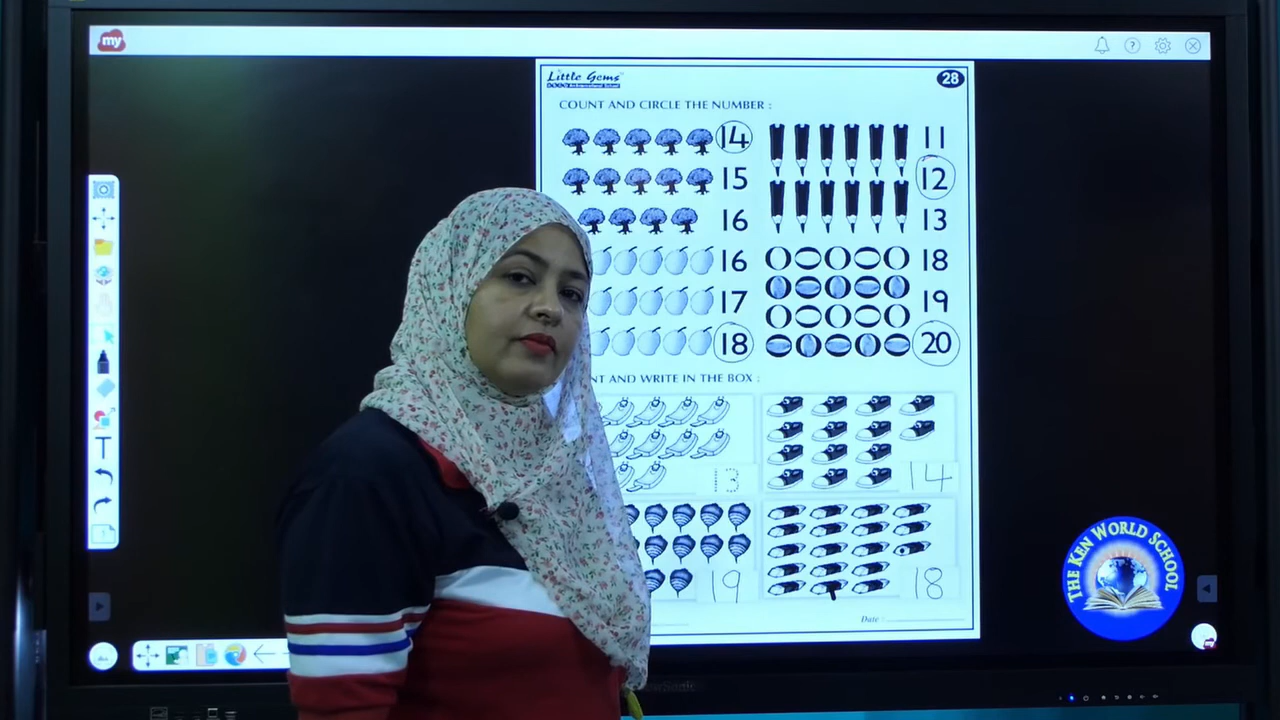 my
Little Gems
28
COUNT AND CIRCLE THE NUMBER :
14
15
16
16
17
18
11
12
13
18
19
20
NT AND WRITE IN THE BOX :
13
14
19
18
Date :
THE KEN WORLD SCHOOL
T